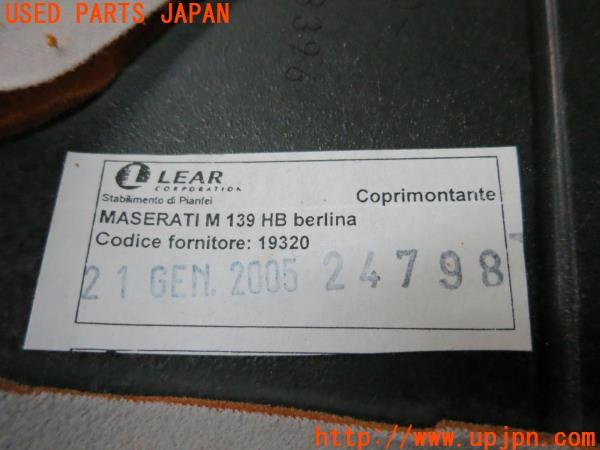 USED PARTS JAPAN
8396
LEAR
CORPORATION
Stabilimento di Pianfei
Coprimontante
MASERATI M 139 HB berlina
Codice fornitore: 19320
21 GEN. 2005 24798
http://www.upjpn.com/